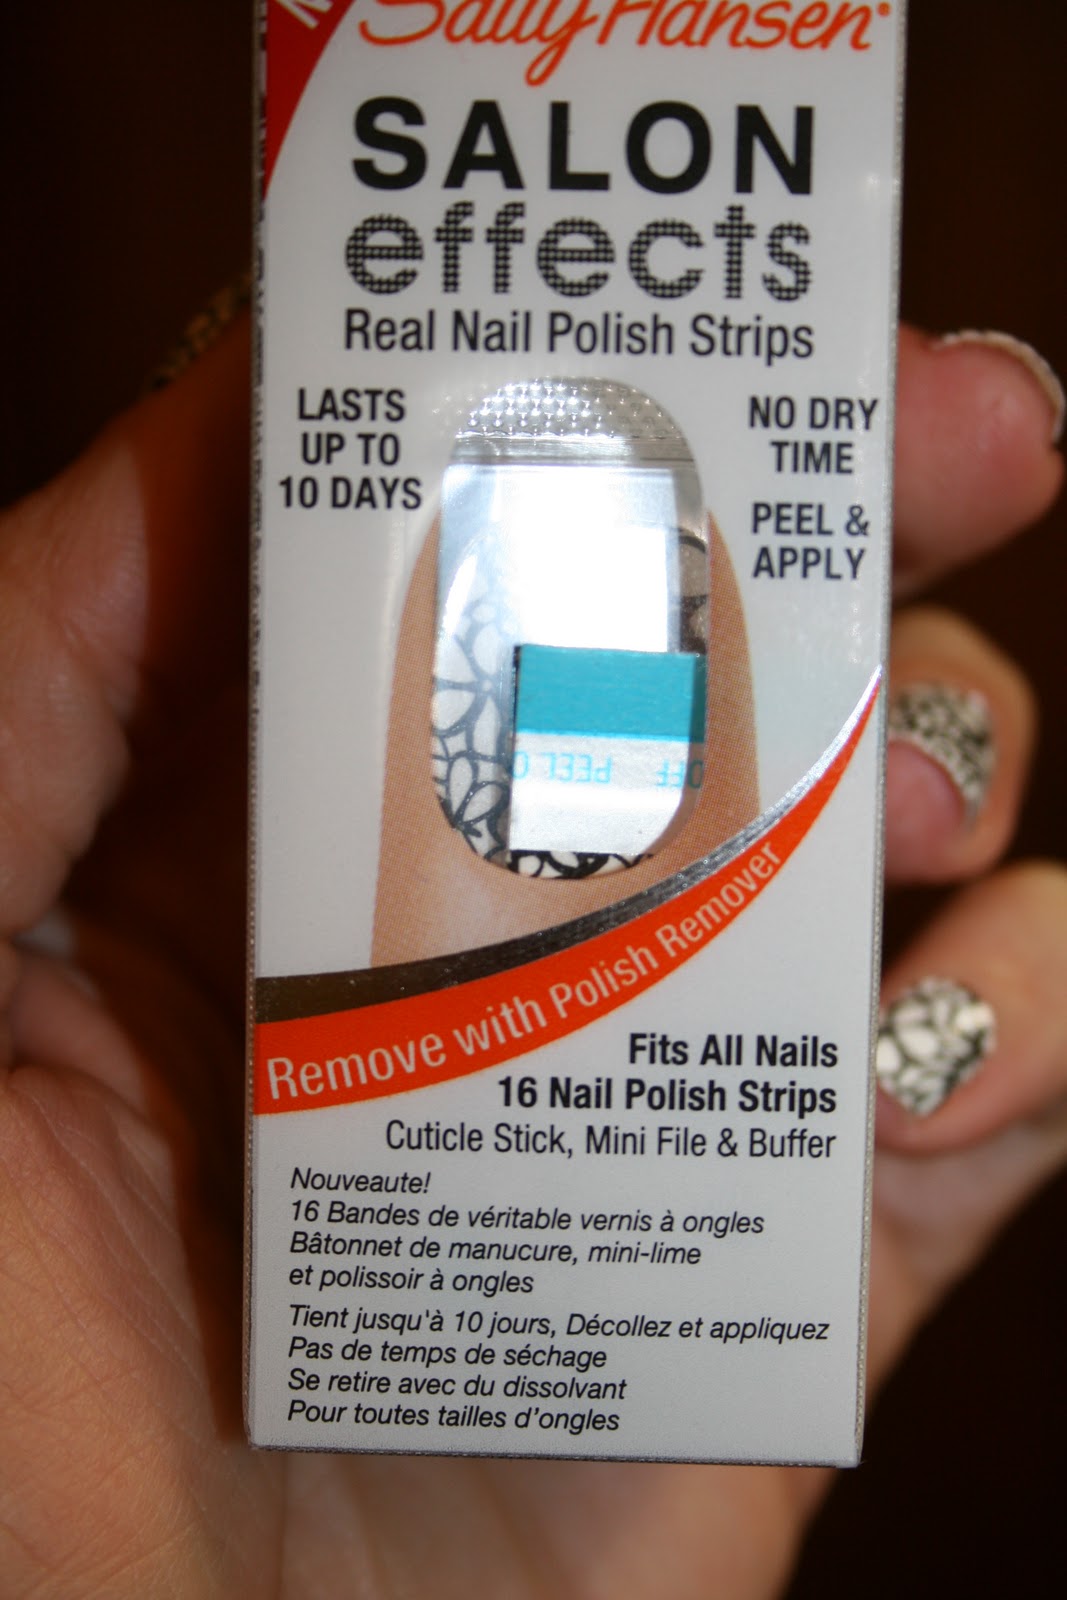 Sally Hansen®
SALON
effects
Real Nail Polish Strips
LASTS
UP TO
10 DAYS
NO DRY
TIME
PEEL &
APPLY
PEEL OFF
Remove with Polish Remover
Fits All Nails
16 Nail Polish Strips
Cuticle Stick, Mini File & Buffer
Nouveaute!
16 Bandes de véritable vernis à ongles
Bâtonnet de manucure, mini-lime
et polissoir à ongles
Tient jusqu'à 10 jours, Décollez et appliquez
Pas de temps de séchage
Se retire avec du dissolvant
Pour toutes tailles d'ongles